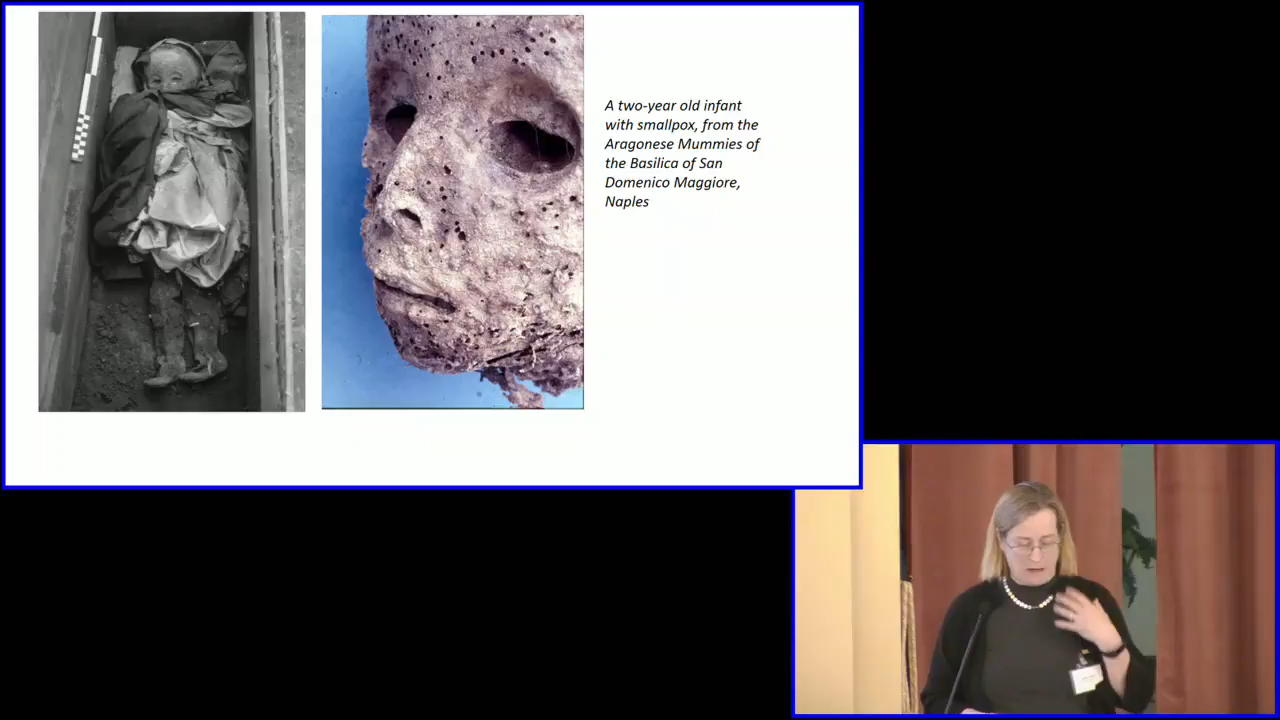 A two-year old infant
with smallpox, from the
Aragonese Mummies of
the Basilica of San
Domenico Maggiore,
Naples